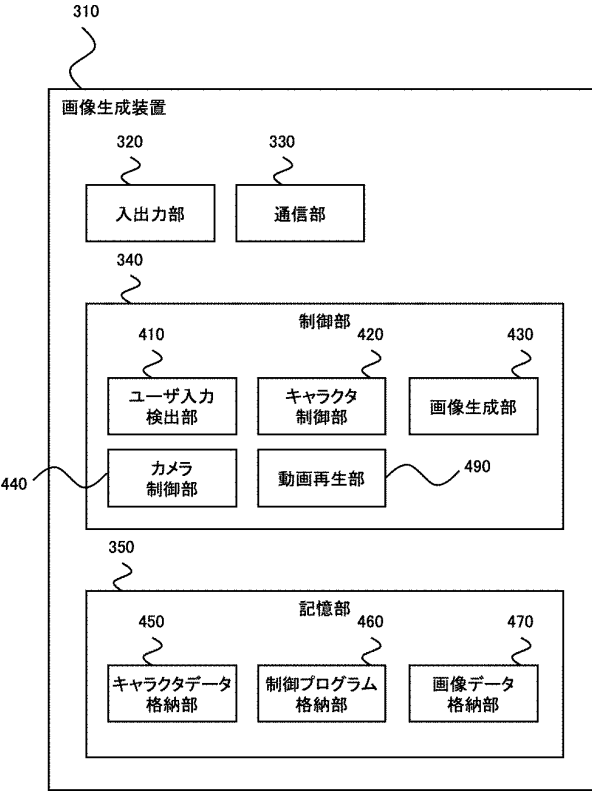 310
画像生成装置
320
330
入出力部
通信部
340
制御部
410
420
430
ユーザ入力
検出部
キャラクタ
制御部
画像生成部
440
カメラ
制御部
動画再生部
490
350
記憶部
450
460
470
キャラクタデータ
格納部
制御プログラム
格納部
画像データ
格納部